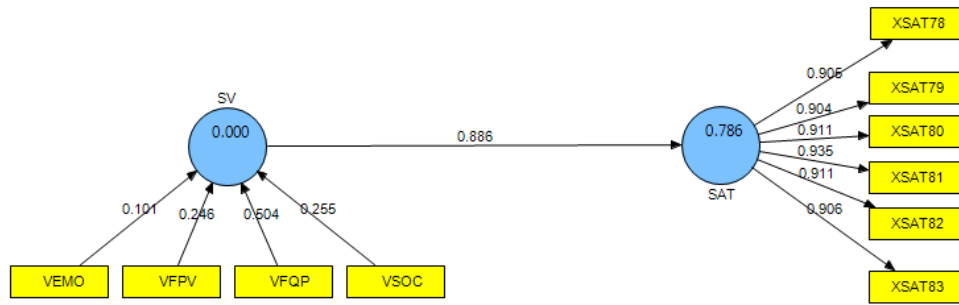 XSAT78
0.905
SV
XSAT79
0.904
0.000
0.886
0.786
0.911
XSAT80
0.935
XSAT81
SAT
0.911
0.101
0.246
0.504
0.255
0.906
XSAT82
VEMO
VFPV
VFQP
VSOC
XSAT83